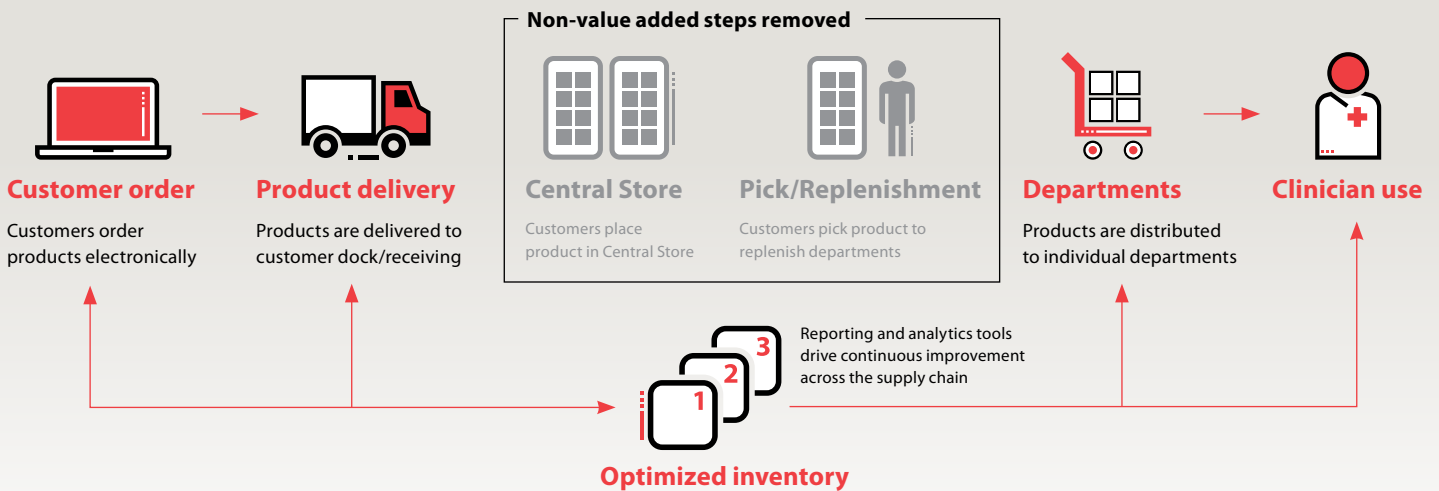 Non-value added steps removed
Customer order
Customers order
products electronically
Product delivery
Products are delivered to
customer dock/receiving
Central Store
Customers place
product in Central Store
Pick/Replenishment
Customers pick product to
replenish departments
Departments
Products are distributed
to individual departments
Clinician use
1
2
3
Reporting and analytics tools
drive continuous improvement
across the supply chain
Optimized inventory